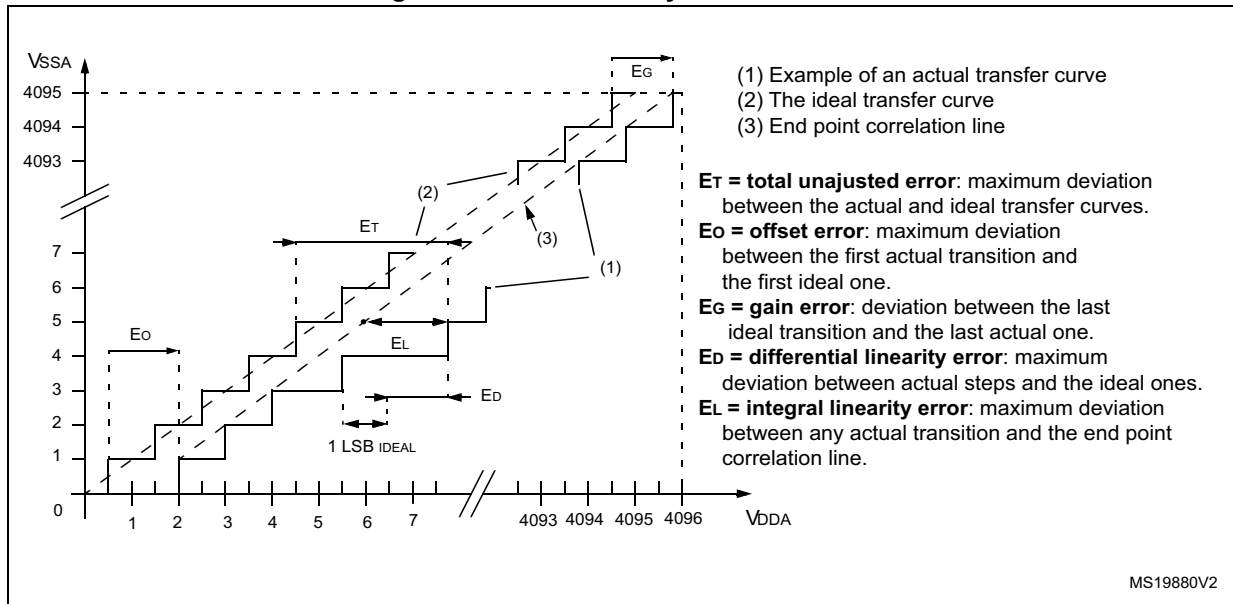 VSSA
EG
4095
4094
4093
(1) Example of an actual transfer curve
(2) The ideal transfer curve
(3) End point correlation line
ET = total unajusted error: maximum deviation
between the actual and ideal transfer curves.
EO = offset error: maximum deviation
between the first actual transition and
the first ideal one.
EG = gain error: deviation between the last
ideal transition and the last actual one.
ED = differential linearity error: maximum
deviation between actual steps and the ideal ones.
EL = integral linearity error: maximum deviation
between any actual transition and the end point
correlation line.
(2)
ET
(3)
(1)
7
6
5
4
3
2
1
0
EO
EL
ED
1 LSB IDEAL
1 2 3 4 5 6 7 4093 4094 4095 4096
VDDA
MS19880V2